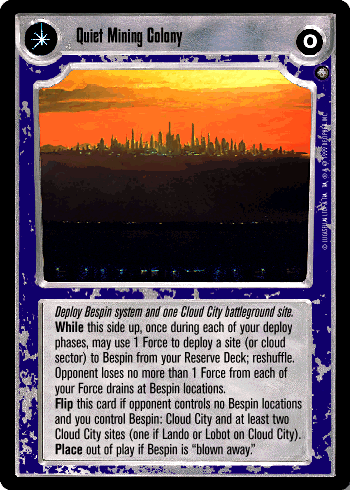 Quiet Mining Colony
0
Deploy Bespin system and one Cloud City battleground site.
While this side up, once during each of your deploy
phases, may use 1 Force to deploy a site (or cloud
sector) to Bespin from your Reserve Deck; reshuffle.
Opponent loses no more than 1 Force from each of
your Force drains at Bespin locations.
Flip this card if opponent controls no Bespin locations
and you control Bespin: Cloud City and at least two
Cloud City sites (one if Lando or Lobot on Cloud City).
Place out of play if Bespin is "blown away."